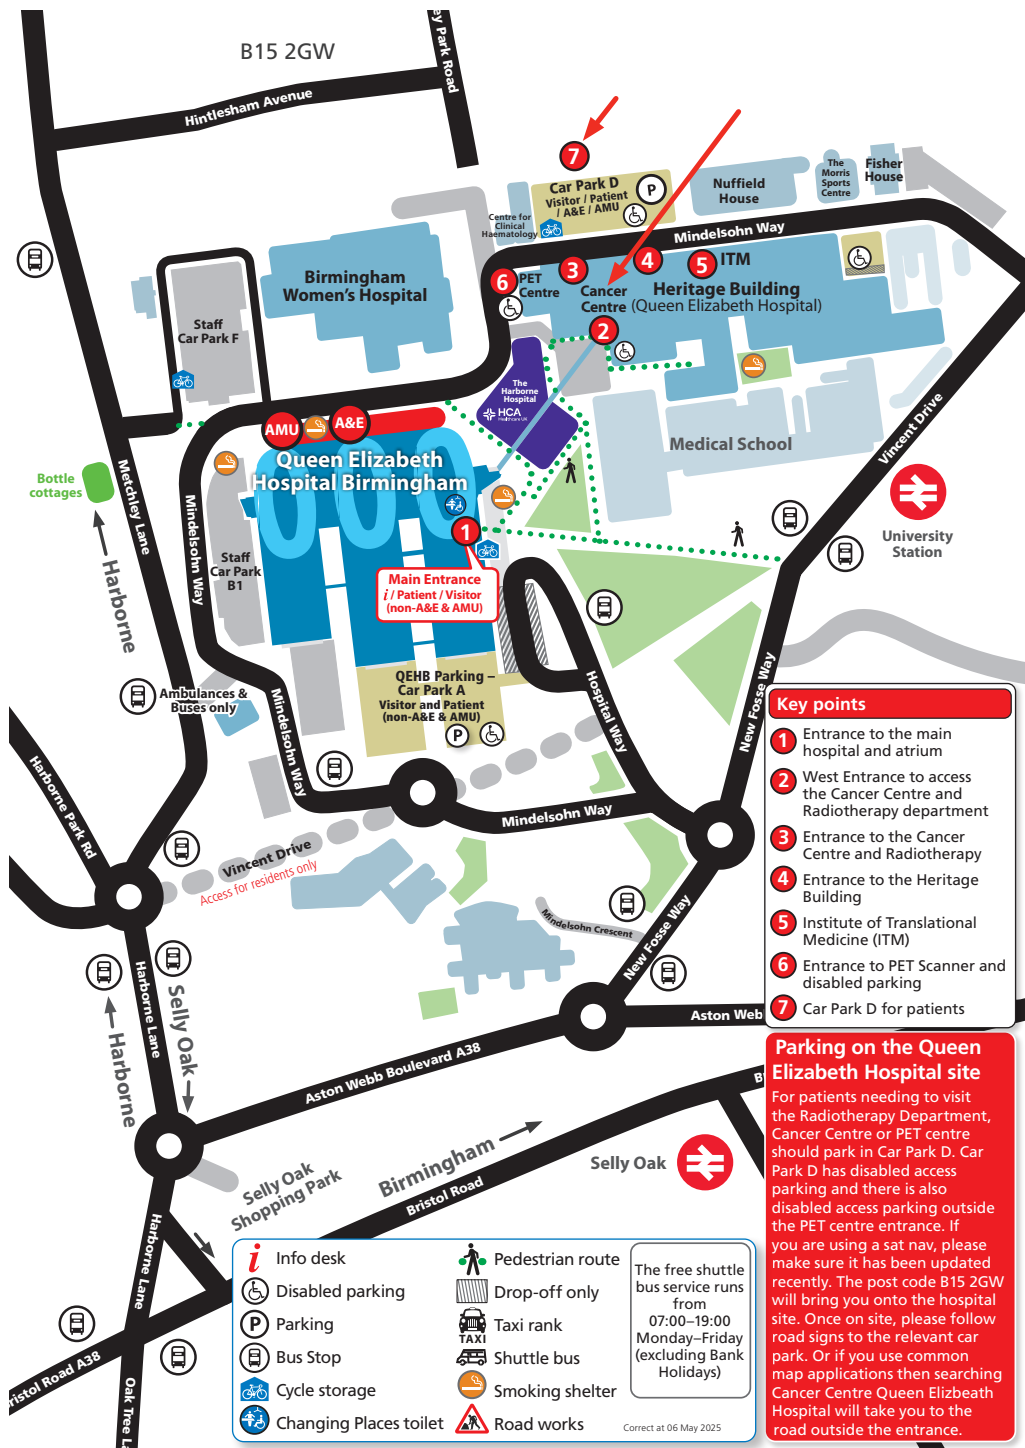 B15 2GW
ey Park Road
Hintlesham Avenue
7
Car Park D
Visitor / Patient
/ A&E / AMU
P
Nuffield
House
The
Morris
Sports
Centre
Fisher
House
Centre for
Clinical
Haematology
Mindelsohn Way
Birmingham
Women's Hospital
6
PET
Centre
3
4
5
ITM
Cancer
Centre
Heritage Building
(Queen Elizabeth Hospital)
2
Staff
Car Park F
The
Harborne
Hospital
HCA
Healthcare UK
AMU
A&E
Medical School
Vincent Drive
Queen Elizabeth
Hospital Birmingham
Bottle
cottages
Metchley Lane
Mindelsohn Way
Harborne
University
Station
1
Staff
Car Park
B1
Main Entrance
i / Patient / Visitor
(non-A&E & AMU)
Ambulances &
Buses only
QEHB Parking –
Car Park A
Visitor and Patient
(non-A&E & AMU)
P
Mindelsohn Way
Hospital Way
New Fosse Way
Harborne Park Rd
Mindelsohn Way
Vincent Drive
Access for residents only
Mindelsohn Crescent
New Fosse Way
Harborne Lane
Selly Oak
Harborne
Aston Webb Boulevard A38
Aston Web
B
Selly Oak
Shopping Park
Birmingham
Bristol Road
Selly Oak
Harborne Lane
ristol Road A38
Oak Tree L
Key points
1 Entrance to the main
hospital and atrium
2 West Entrance to access
the Cancer Centre and
Radiotherapy department
3 Entrance to the Cancer
Centre and Radiotherapy
4 Entrance to the Heritage
Building
5 Institute of Translational
Medicine (ITM)
6 Entrance to PET Scanner and
disabled parking
7 Car Park D for patients
Parking on the Queen
Elizabeth Hospital site
For patients needing to visit
the Radiotherapy Department,
Cancer Centre or PET centre
should park in Car Park D. Car
Park D has disabled access
parking and there is also
disabled access parking outside
the PET centre entrance. If
you are using a sat nav, please
make sure it has been updated
recently. The post code B15 2GW
will bring you onto the hospital
site. Once on site, please follow
road signs to the relevant car
park. Or if you use common
map applications then searching
Cancer Centre Queen Elizbeath
Hospital will take you to the
road outside the entrance.
i Info desk
Disabled parking
P Parking
Bus Stop
Cycle storage
Changing Places toilet
Pedestrian route
Drop-off only
TAXI Taxi rank
Shuttle bus
Smoking shelter
Road works
The free shuttle
bus service runs
from
07:00–19:00
Monday–Friday
(excluding Bank
Holidays)
Correct at 06 May 2025